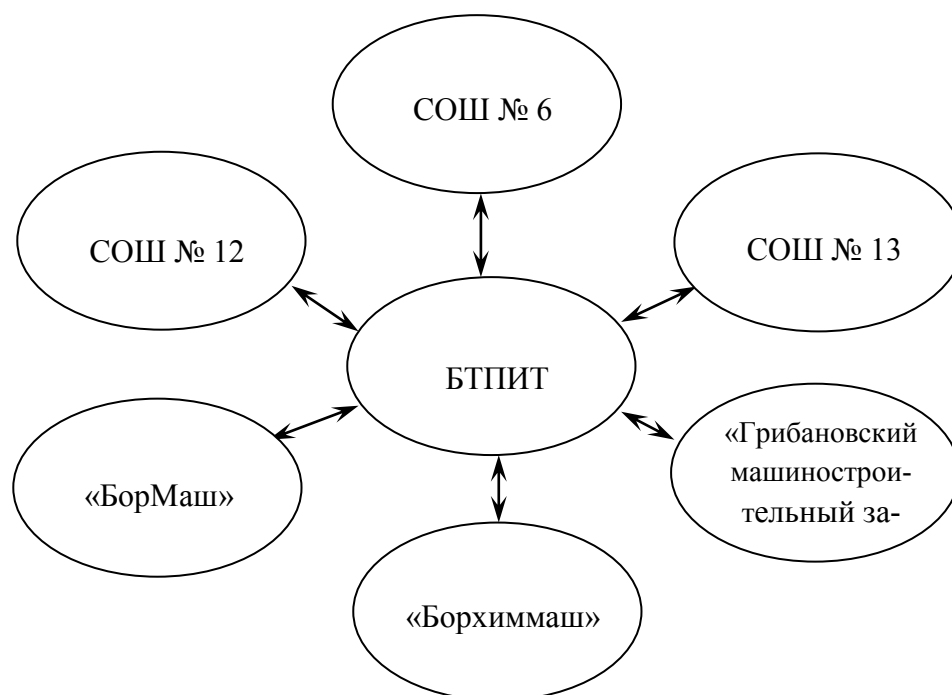 СОШ № 6
СОШ № 12
СОШ № 13
БТПИТ
«БорМаш»
«Грибановский
машинострои-
тельный за-
«Борхиммаш»